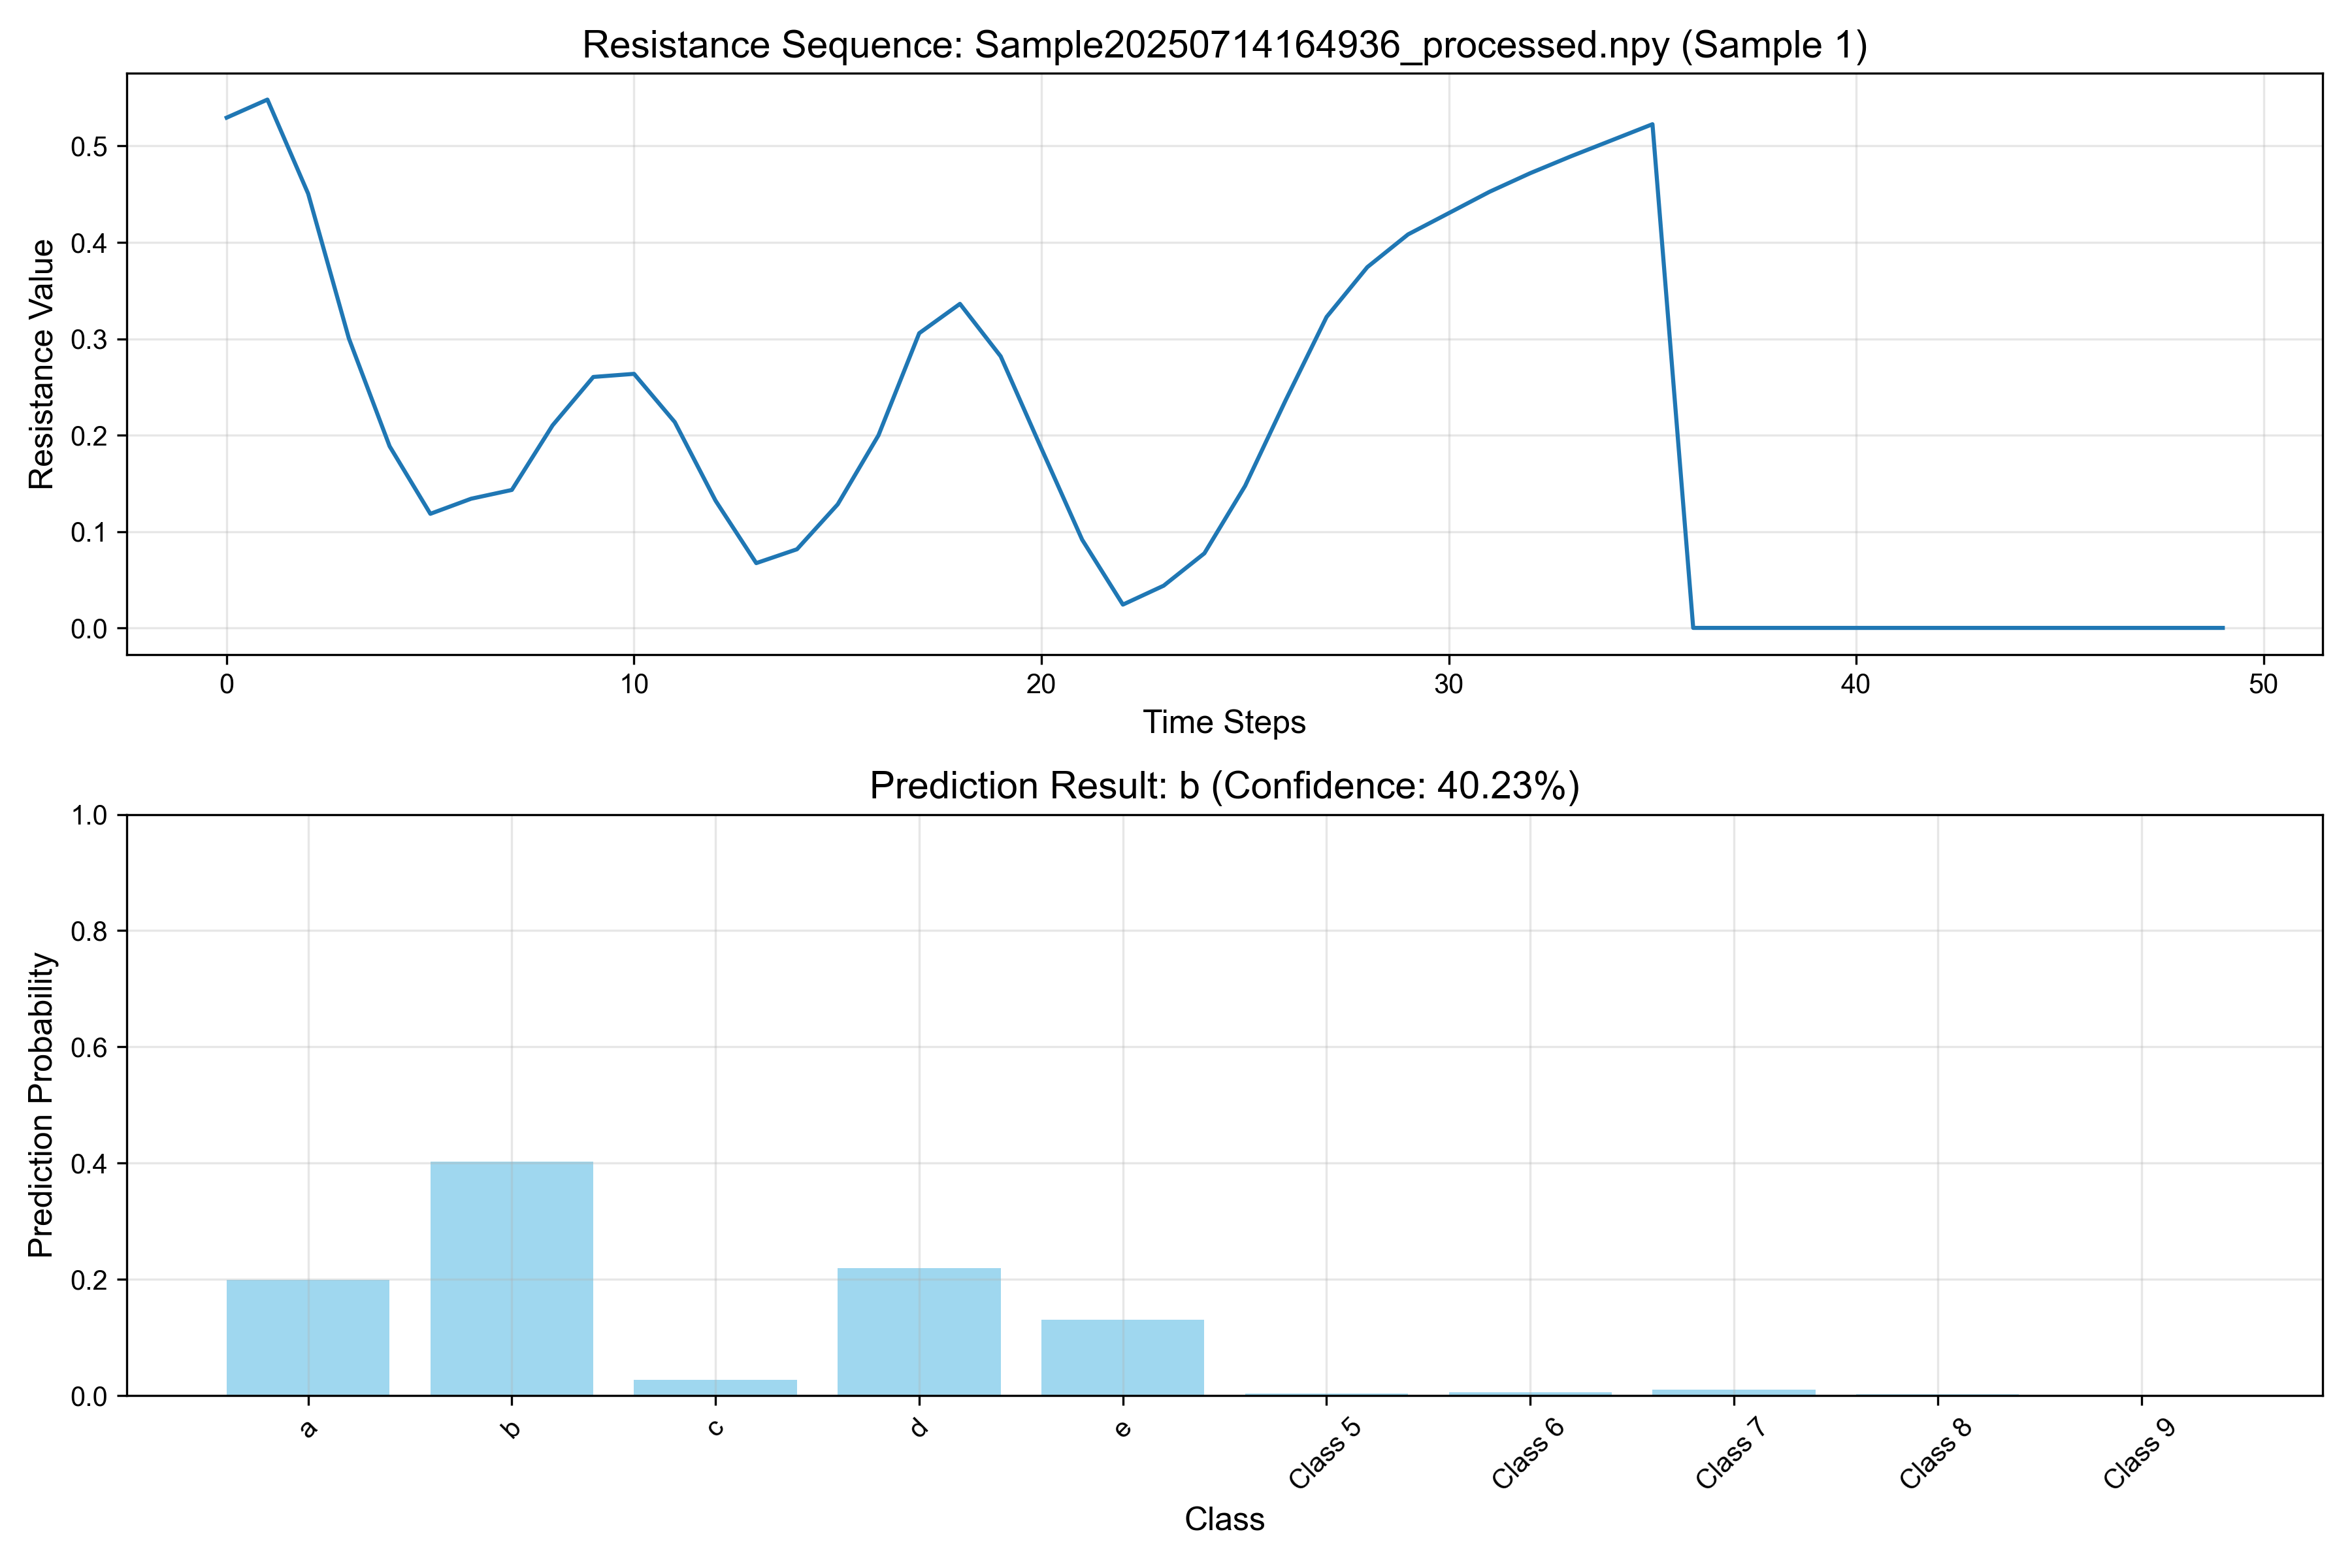 Resistance Sequence: Sample20250714164936_processed.npy (Sample 1)
Resistance Value
0.5
0.4
0.3
0.2
0.1
0.0
0 10 20 30 40 50
Time Steps
Prediction Result: b (Confidence: 40.23%)
Prediction Probability
1.0
0.8
0.6
0.4
0.2
0.0
a b c d e Class 5 Class 6 Class 7 Class 8 Class 9
Class